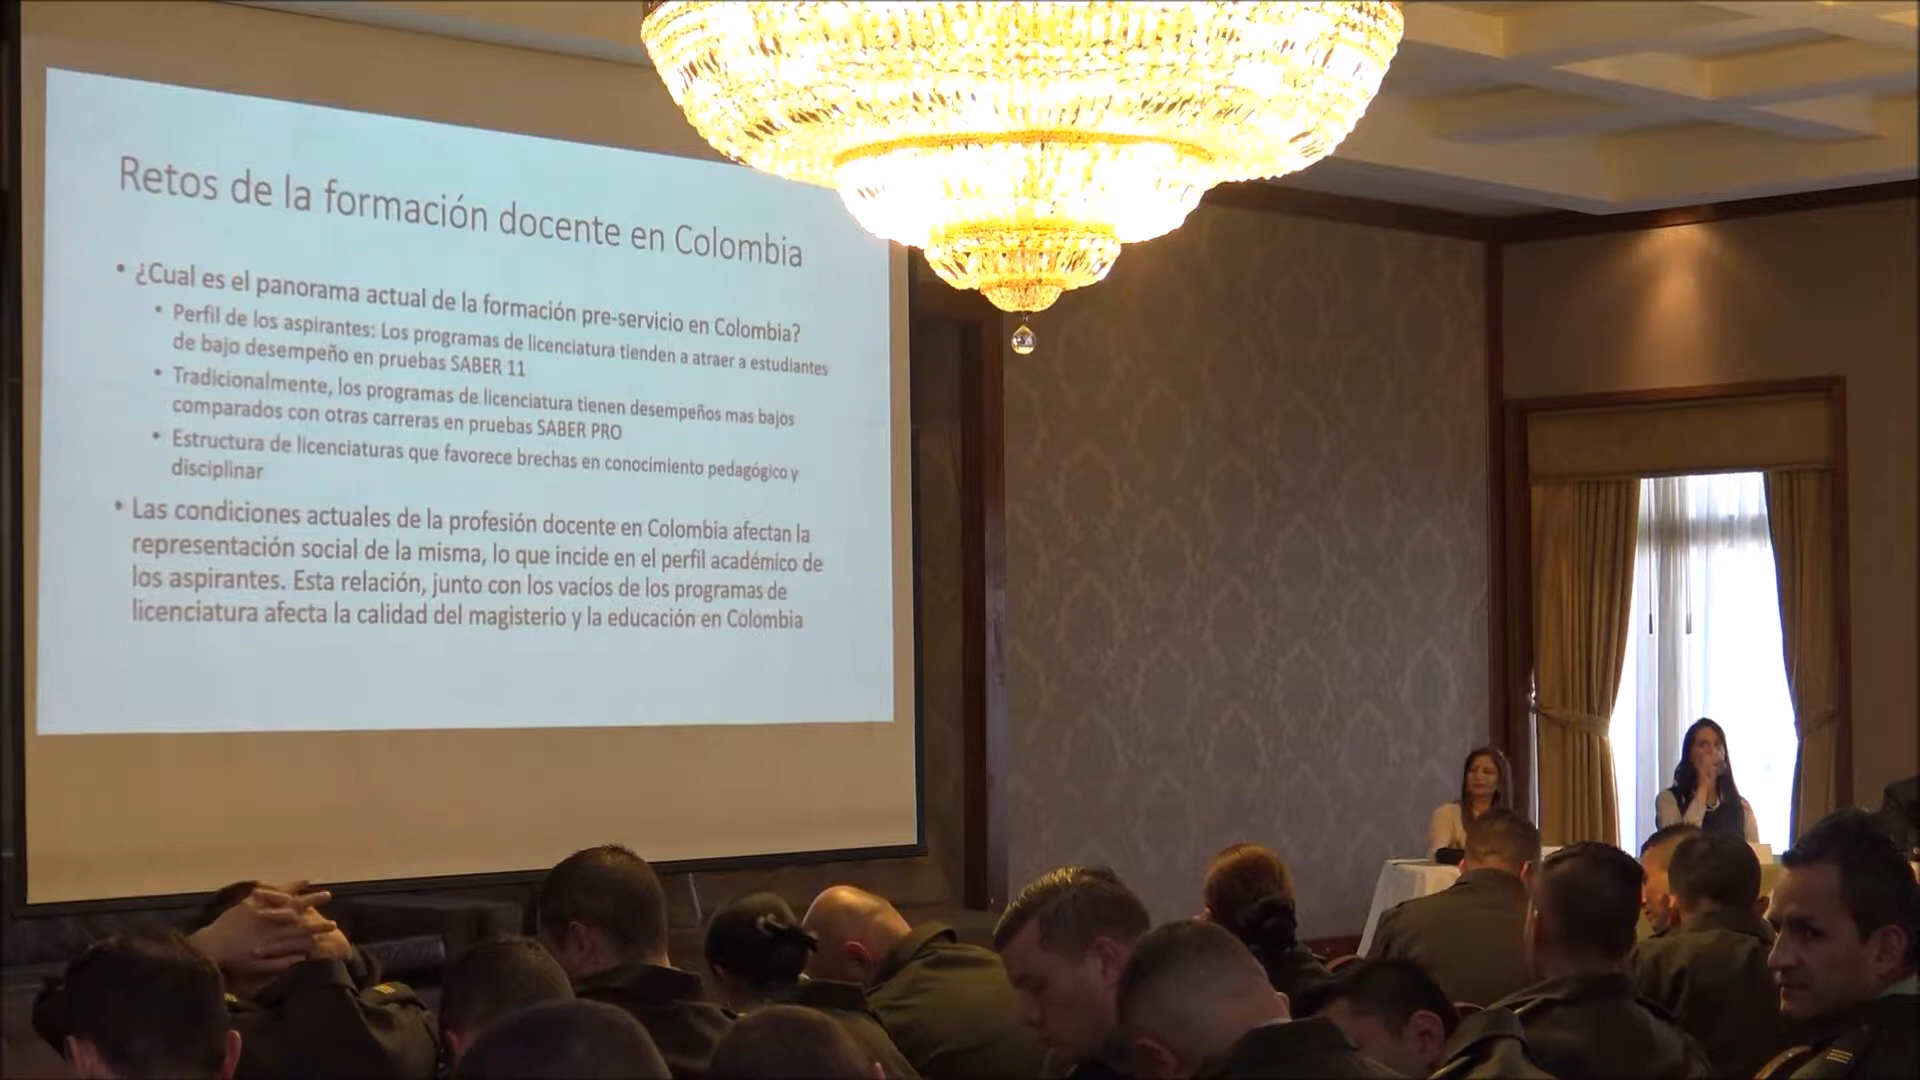 Retos de la formación docente en Colombia
• ¿Cual es el panorama actual de la formación pre-servicio en Colombia?
• Perfil de los aspirantes: Los programas de licenciatura tienden a atraer a estudiantes
de bajo desempeño en pruebas SABER 11
• Tradicionalmente, los programas de licenciatura tienen desempeños mas bajos
comparados con otras carreras en pruebas SABER PRO
• Estructura de licenciaturas que favorece brechas en conocimiento pedagógico y
disciplinar
• Las condiciones actuales de la profesión docente en Colombia afectan la
representación social de la misma, lo que incide en el perfil académico de
los aspirantes. Esta relación, junto con los vacíos de los programas de
licenciatura afecta la calidad del magisterio y la educación en Colombia